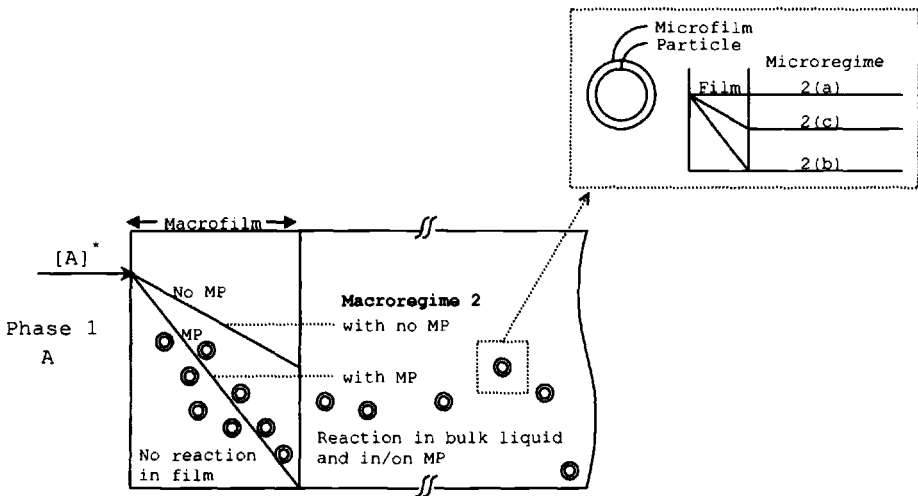 Microfilm
Particle
Microregime
Film
2(a)
2(c)
2(b)
Macrofilm
[A]*
No MP
Macroregime 2
with no MP
Phase 1
A
MP
with MP
No reaction
in film
Reaction in bulk liquid
and in/on MP